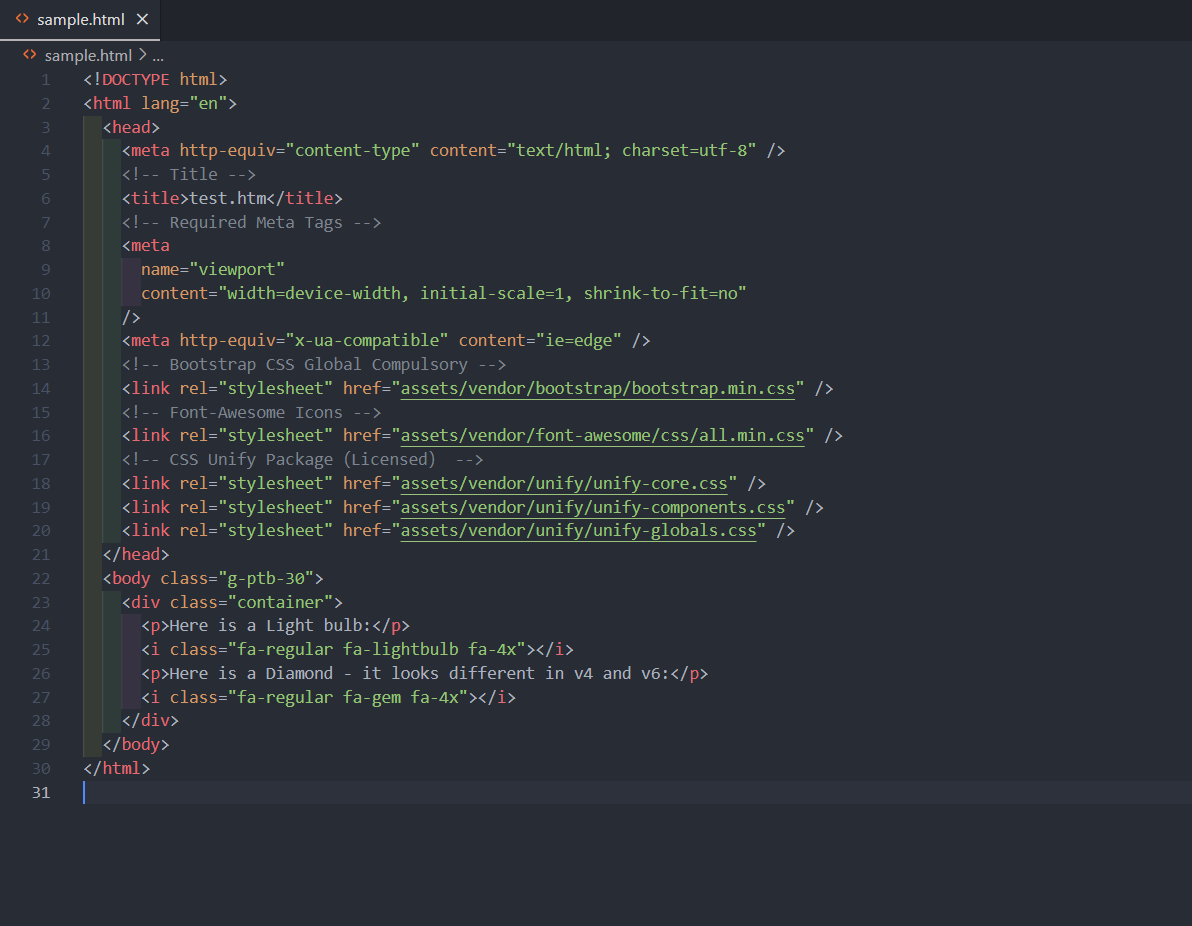 sample.html
sample.html > ...
1 <!DOCTYPE html>
2 <html lang="en">
3   <head>
4     <meta http-equiv="content-type" content="text/html; charset=utf-8" />
5     <!-- Title -->
6     <title>test.htm</title>
7     <!-- Required Meta Tags -->
8     <meta
9       name="viewport"
10       content="width=device-width, initial-scale=1, shrink-to-fit=no"
11     />
12     <meta http-equiv="x-ua-compatible" content="ie=edge" />
13     <!-- Bootstrap CSS Global Compulsory -->
14     <link rel="stylesheet" href="assets/vendor/bootstrap/bootstrap.min.css" />
15     <!-- Font-Awesome Icons -->
16     <link rel="stylesheet" href="assets/vendor/font-awesome/css/all.min.css" />
17     <!-- CSS Unify Package (Licensed)  -->
18     <link rel="stylesheet" href="assets/vendor/unify/unify-core.css" />
19     <link rel="stylesheet" href="assets/vendor/unify/unify-components.css" />
20     <link rel="stylesheet" href="assets/vendor/unify/unify-globals.css" />
21   </head>
22   <body class="g-ptb-30">
23     <div class="container">
24       <p>Here is a Light bulb:</p>
25       <i class="fa-regular fa-lightbulb fa-4x"></i>
26       <p>Here is a Diamond - it looks different in v4 and v6:</p>
27       <i class="fa-regular fa-gem fa-4x"></i>
28     </div>
29   </body>
30 </html>
31